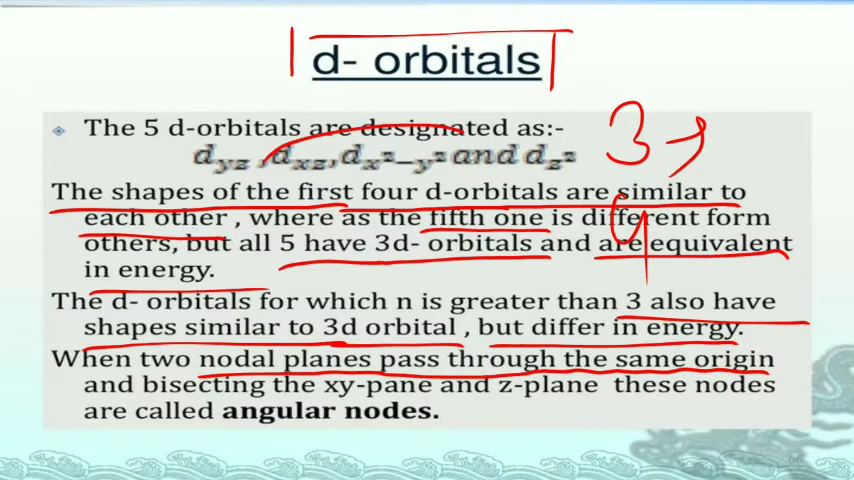 d- orbitals
The 5 d-orbitals are designated as:-
d_yz ,d_xz, d_x²−y² and d_z²
The shapes of the first four d-orbitals are similar to
each other , where as the fifth one is different form
others, but all 5 have 3d- orbitals and are equivalent
in energy.
The d- orbitals for which n is greater than 3 also have
shapes similar to 3d orbital , but differ in energy.
When two nodal planes pass through the same origin
and bisecting the xy-pane and z-plane these nodes
are called angular nodes.
3